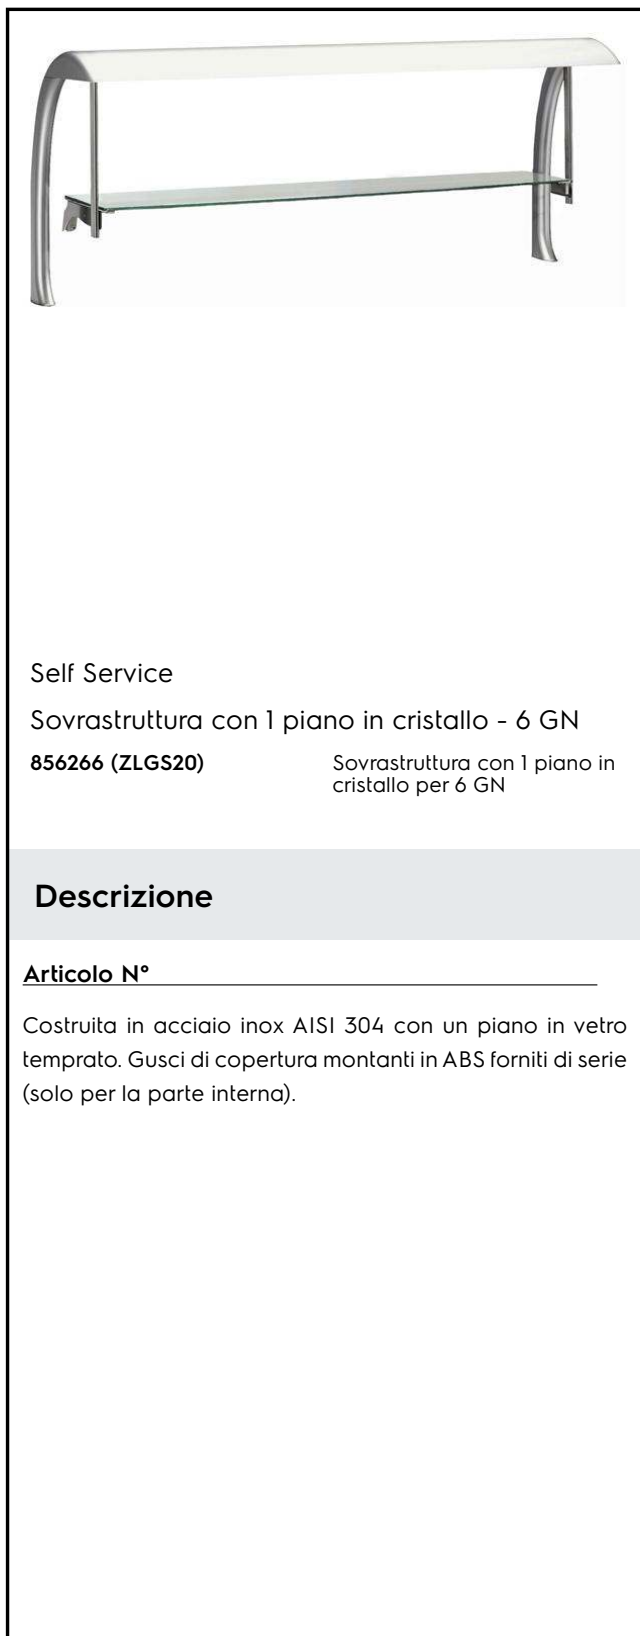 Self Service
Sovrastruttura con 1 piano in cristallo - 6 GN
856266 (ZLGS20) Sovrastruttura con 1 piano in
cristallo per 6 GN
Descrizione
Articolo N°
Costruita in acciaio inox AISI 304 con un piano in vetro
temprato. Gusci di copertura montanti in ABS forniti di serie
(solo per la parte interna).